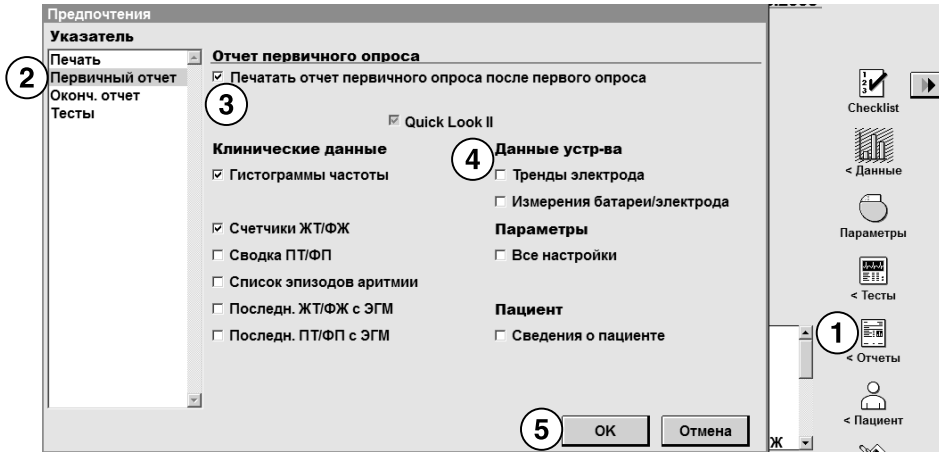 Предпочтения
Указатель
Печать
Первичный отчет
Оконч. отчет
Тесты
2
Отчет первичного опроса
Печатать отчет первичного опроса после первого опроса
3
Quick Look II
Клинические данные
Гистограммы частоты
Счетчики ЖТ/ФЖ
Сводка ПТ/ФП
Список эпизодов аритмии
Последн. ЖТ/ФЖ с ЭГМ
Последн. ПТ/ФП с ЭГМ
4
Данные устр-ва
Тренды электрода
Измерения батареи/электрода
Параметры
Все настройки
Пациент
Сведения о пациенте
5
OK
Отмена
Ж
1 2 3
Checklist
< Данные
Параметры
< Тесты
1
< Отчеты
< Пациент